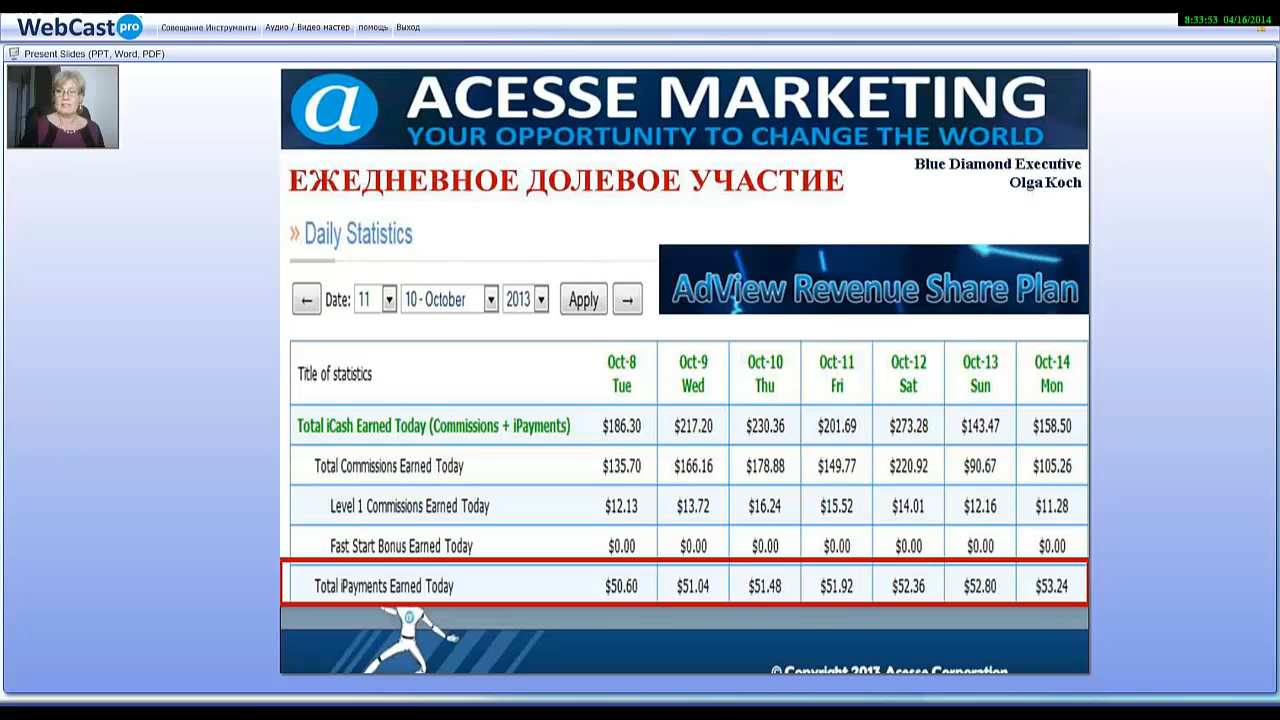 WebCast pro
Совещание Инструменты Аудио / Видео мастер помощь Выход
8:33:53 04/16/2014
Present Slides (PPT, Word, PDF)
a ACESSE MARKETING
YOUR OPPORTUNITY TO CHANGE THE WORLD
Blue Diamond Executive
Olga Koch
ЕЖЕДНЕВНОЕ ДОЛЕВОЕ УЧАСТИЕ
» Daily Statistics
AdView Revenue Share Plan
← Date: 11 10 - October 2013 Apply →
Title of statistics Oct-8 Tue Oct-9 Wed Oct-10 Thu Oct-11 Fri Oct-12 Sat Oct-13 Sun Oct-14 Mon
Total iCash Earned Today (Commissions + iPayments) $186.30 $217.20 $230.36 $201.69 $273.28 $143.47 $158.50
Total Commissions Earned Today $135.70 $166.16 $178.88 $149.77 $220.92 $90.67 $105.26
Level 1 Commissions Earned Today $12.13 $13.72 $16.24 $15.52 $14.01 $12.16 $11.28
Fast Start Bonus Earned Today $0.00 $0.00 $0.00 $0.00 $0.00 $0.00 $0.00
Total iPayments Earned Today $50.60 $51.04 $51.48 $51.92 $52.36 $52.80 $53.24
© Copyright 2013 Acesse Corporation